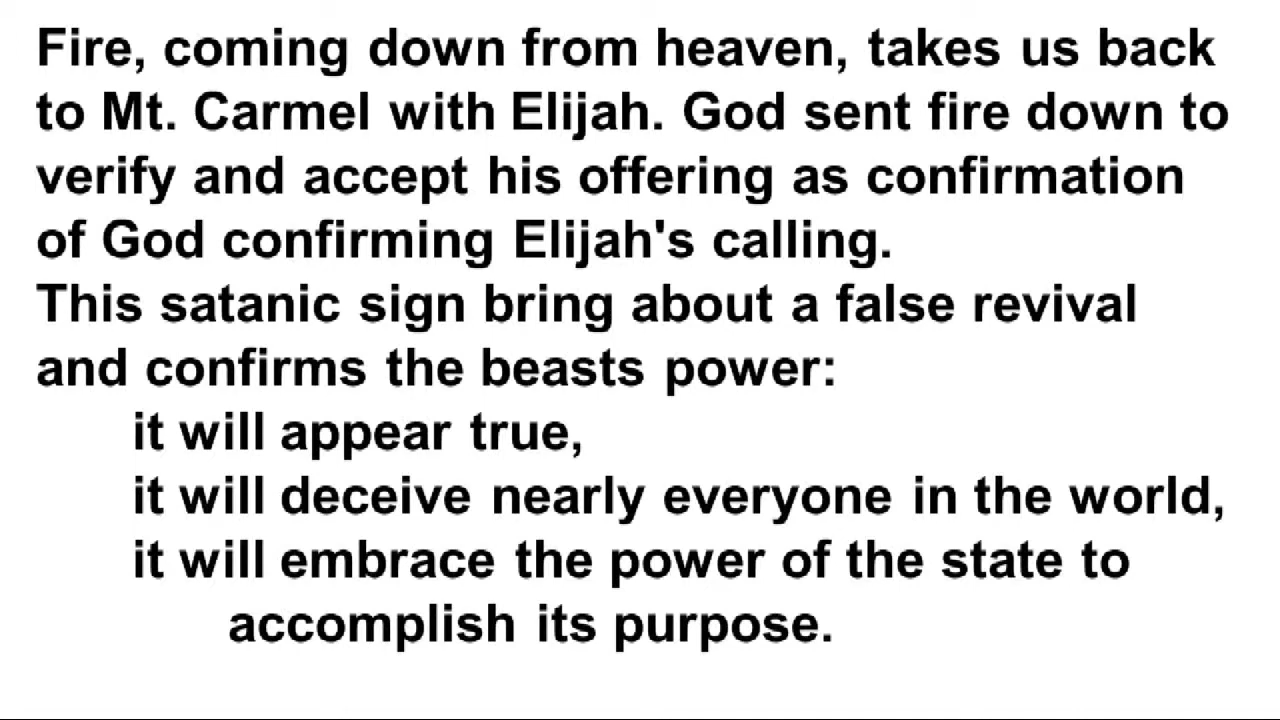 Fire, coming down from heaven, takes us back
to Mt. Carmel with Elijah. God sent fire down to
verify and accept his offering as confirmation
of God confirming Elijah's calling.
This satanic sign bring about a false revival
and confirms the beasts power:
it will appear true,
it will deceive nearly everyone in the world,
it will embrace the power of the state to
accomplish its purpose.